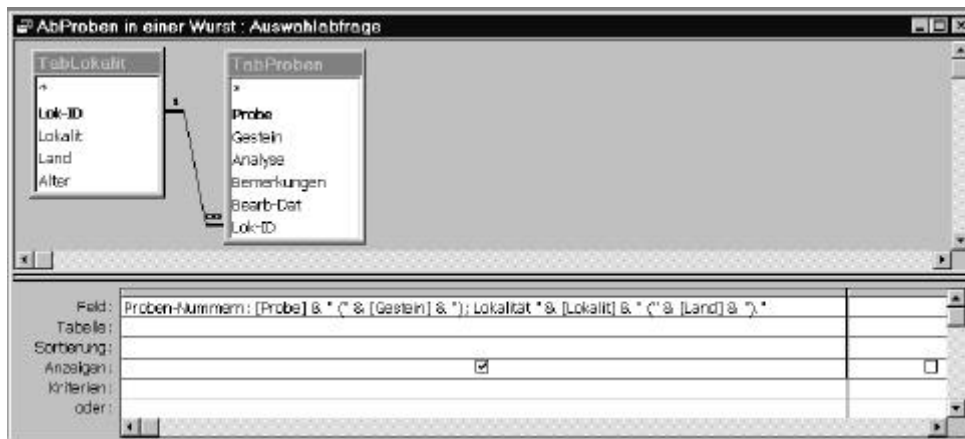 AbProben in einer Wurst : Auswahlabfrage
TabLokalit
*
Lok-ID
Lokalit
Land
Alter
1
∞
TabProben
*
Probe
Gestein
Analyse
Bemerkungen
Bearb-Dat
Lok-ID
Feld: Proben-Nummern: [Probe] & " (" & [Gestein] & "); Lokalität " & [Lokalit] & " (" & [Land] & ")."
Tabelle:
Sortierung:
Anzeigen:
Kriterien:
oder: